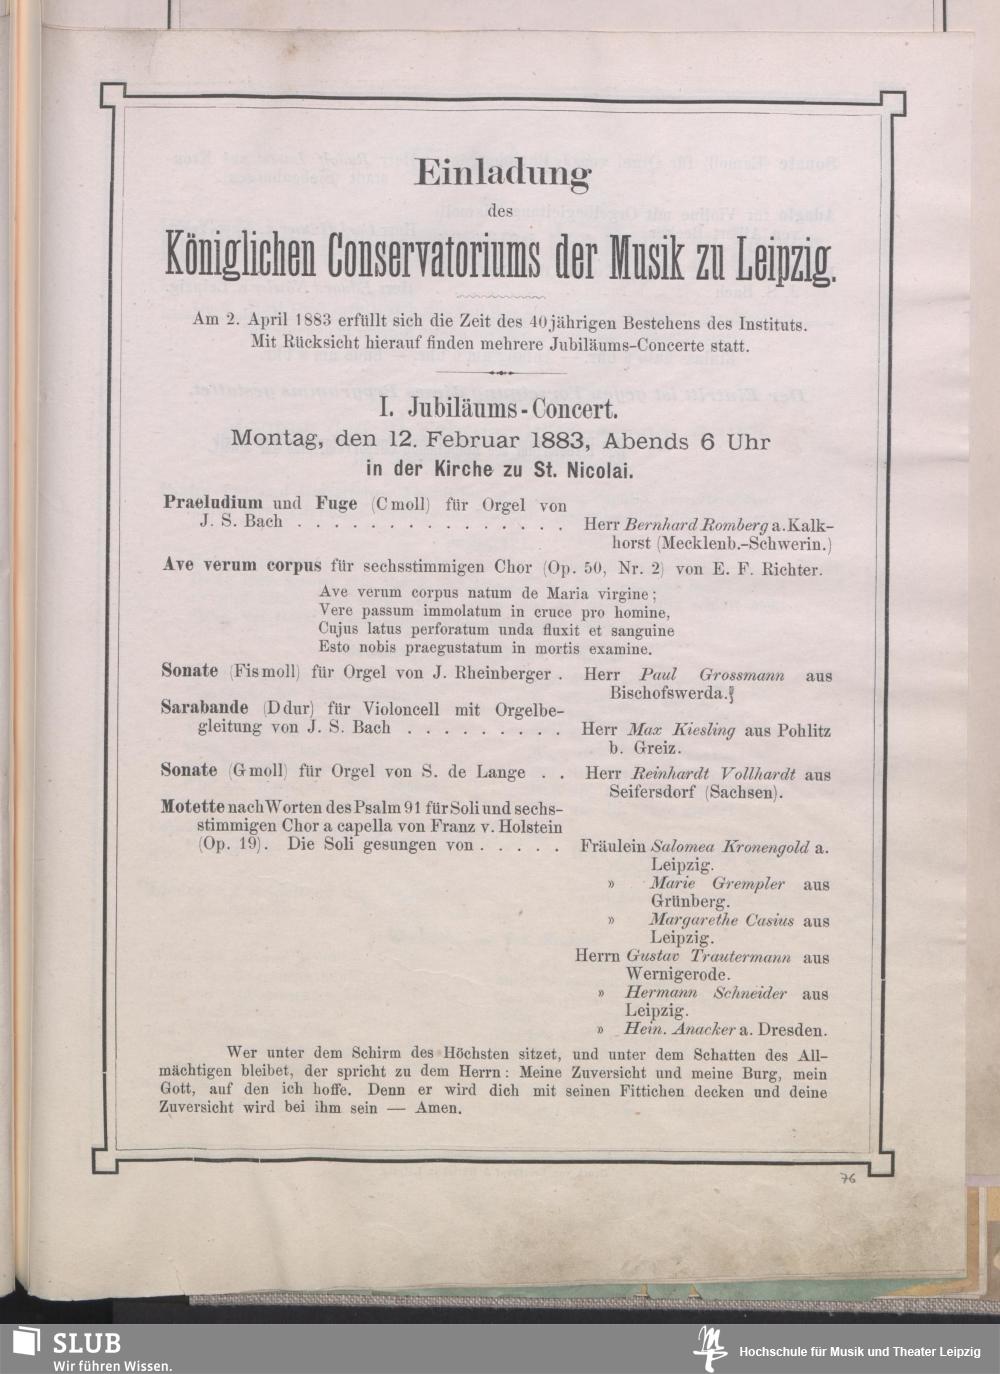 Einladung
des
Königlichen Conservatoriums der Musik zu Leipzig.
Am 2. April 1883 erfüllt sich die Zeit des 40jährigen Bestehens des Instituts.
Mit Rücksicht hierauf finden mehrere Jubiläums-Concerte statt.
I. Jubiläums-Concert.
Montag, den 12. Februar 1883, Abends 6 Uhr
in der Kirche zu St. Nicolai.
Praeludium und Fuge (Cmoll) für Orgel von
J. S. Bach . . . . . . . . . . . . . . . Herr Bernhard Romberg a. Kalk-
horst (Mecklenb.-Schwerin.)
Ave verum corpus für sechsstimmigen Chor (Op. 50, Nr. 2) von E. F. Richter.
Ave verum corpus natum de Maria virgine;
Vere passum immolatum in cruce pro homine,
Cujus latus perforatum unda fluxit et sanguine
Esto nobis praegustatum in mortis examine.
Sonate (Fismoll) für Orgel von J. Rheinberger . Herr Paul Grossmann aus
Bischofswerda.
Sarabande (Ddur) für Violoncell mit Orgelbe-
gleitung von J. S. Bach . . . . . . . . . Herr Max Kiesling aus Pohlitz
b. Greiz.
Sonate (Gmoll) für Orgel von S. de Lange . . Herr Reinhardt Vollhardt aus
Seifersdorf (Sachsen).
Motette nach Worten des Psalm 91 für Soli und sechs-
stimmigen Chor a capella von Franz v. Holstein
(Op. 19). Die Soli gesungen von . . . . . Fräulein Salomea Kronengold a.
Leipzig.
» Marie Grempler aus
Grünberg.
» Margarethe Casius aus
Leipzig.
Herrn Gustav Trautermann aus
Wernigerode.
» Hermann Schneider aus
Leipzig.
» Hein. Anacker a. Dresden.
Wer unter dem Schirm des Höchsten sitzet, und unter dem Schatten des All-
mächtigen bleibet, der spricht zu dem Herrn: Meine Zuversicht und meine Burg, mein
Gott, auf den ich hoffe. Denn er wird dich mit seinen Fittichen decken und deine
Zuversicht wird bei ihm sein — Amen.
76
SLUB
Wir führen Wissen.
Hochschule für Musik und Theater Leipzig